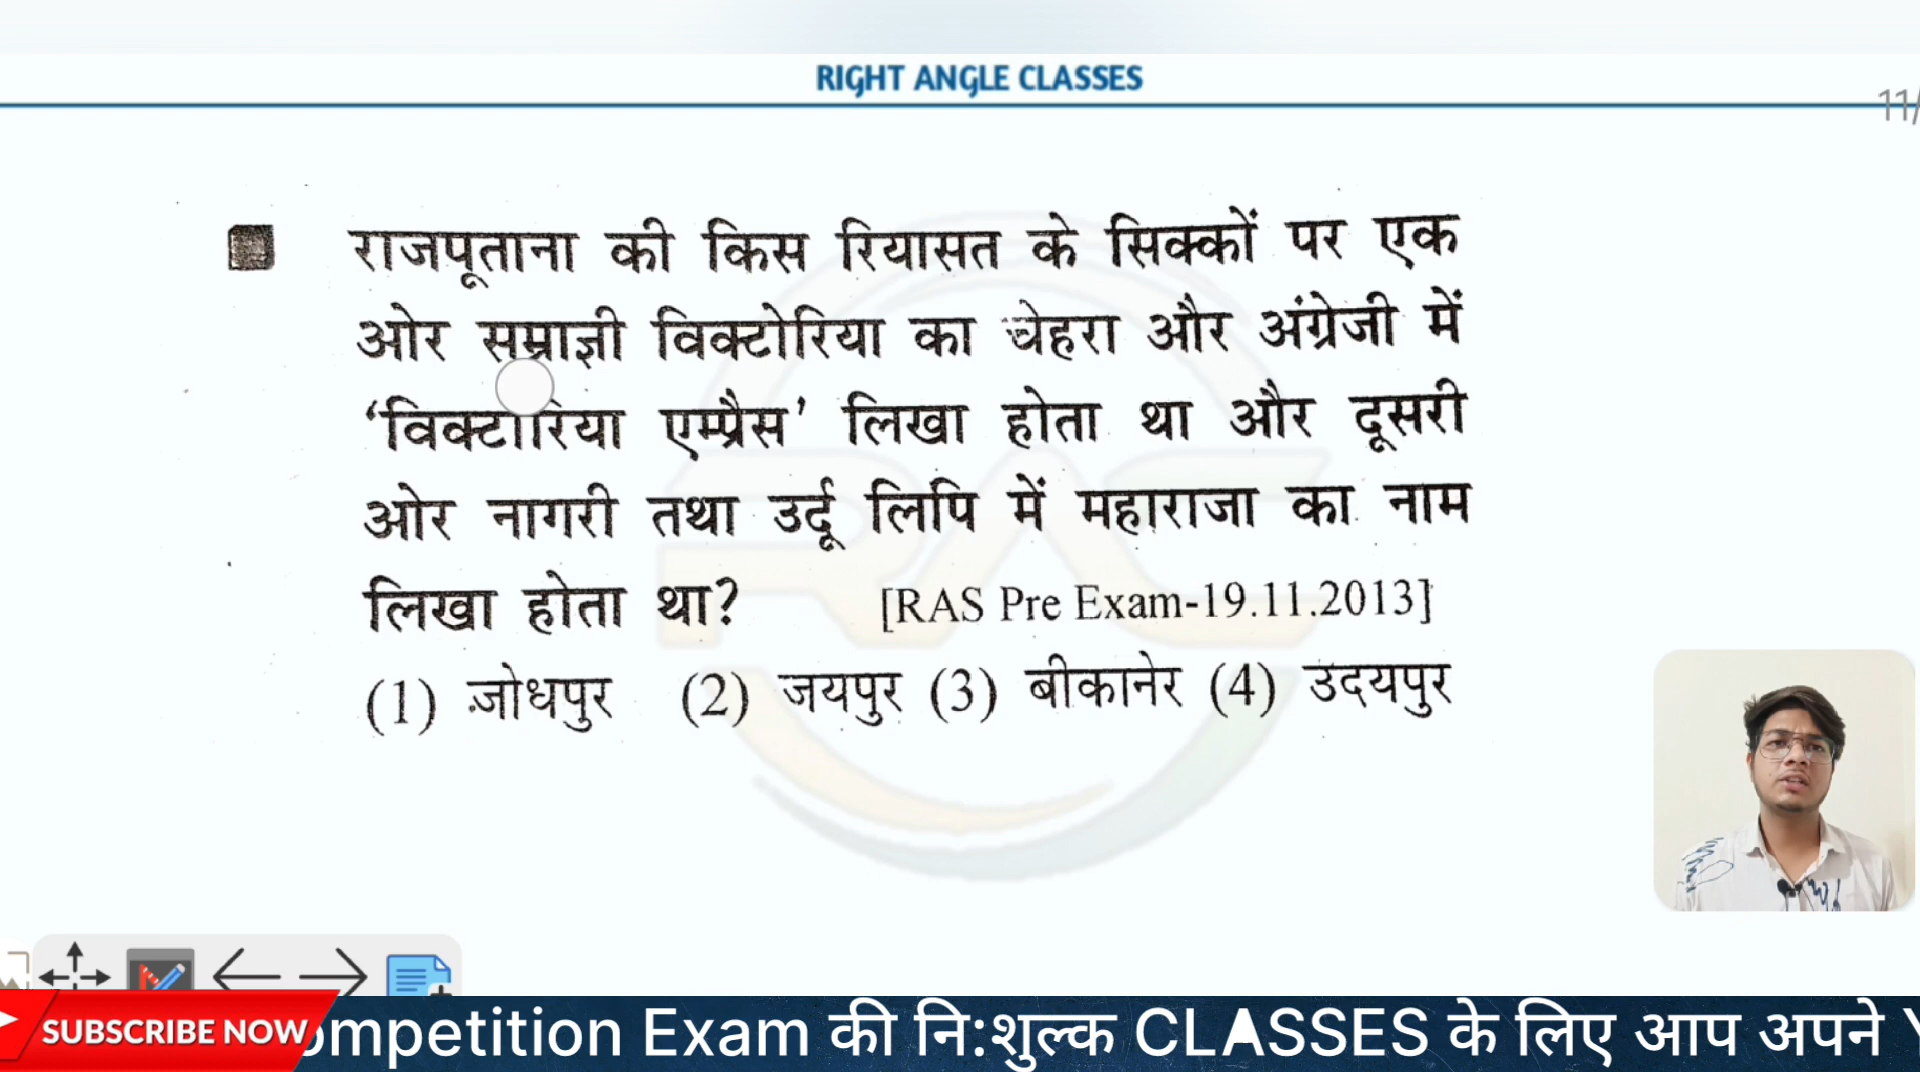 RIGHT ANGLE CLASSES
11/
राजपूताना की किस रियासत के सिक्कों पर एक
ओर सम्राज्ञी विक्टोरिया का चेहरा और अंग्रेजी में
‘विक्टोरिया एम्प्रैस’ लिखा होता था और दूसरी
ओर नागरी तथा उर्दू लिपि में महाराजा का नाम
लिखा होता था? [RAS Pre Exam-19.11.2013]
(1) जोधपुर (2) जयपुर (3) बीकानेर (4) उदयपुर
SUBSCRIBE NOW
ompetition Exam की नि:शुल्क CLASSES के लिए आप अपने